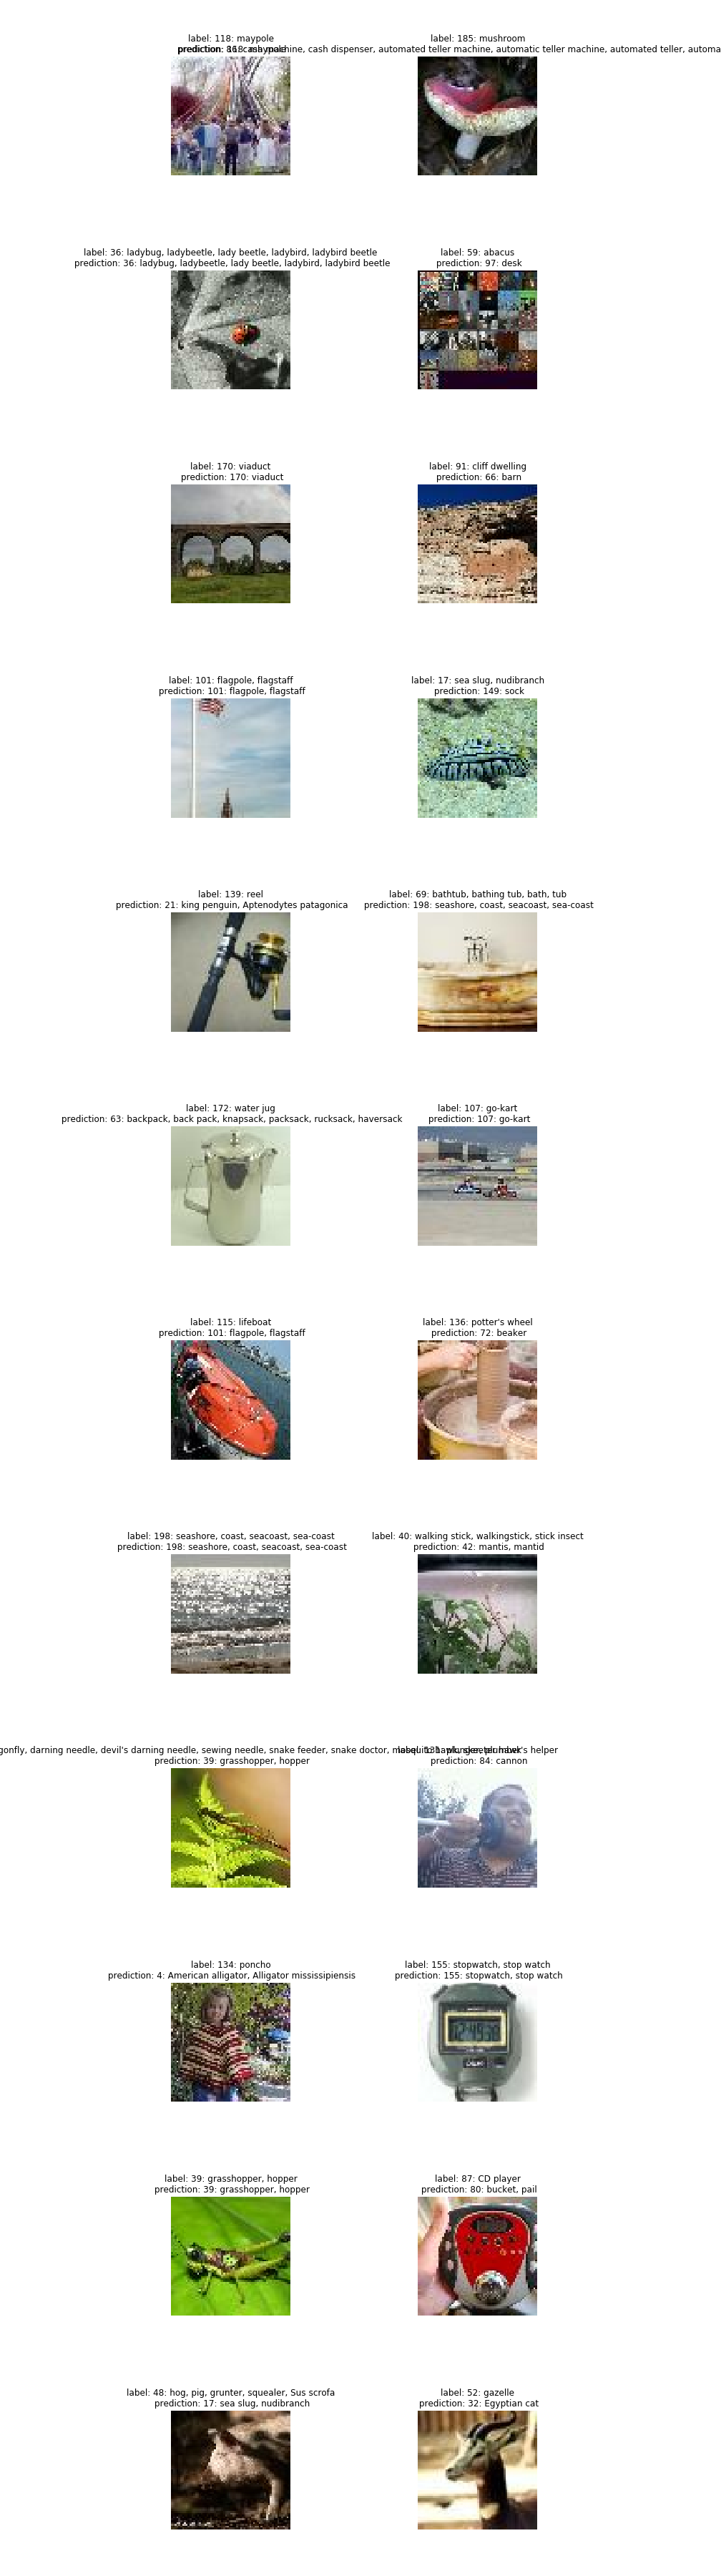 label: 118: maypole
prediction: 118: maypole
label: 185: mushroom
machine, cash dispenser, automated teller machine, automatic teller machine, automated teller, automa
label: 36: ladybug, ladybeetle, lady beetle, ladybird, ladybird beetle
prediction: 36: ladybug, ladybeetle, lady beetle, ladybird, ladybird beetle
label: 59: abacus
prediction: 97: desk
label: 170: viaduct
prediction: 170: viaduct
label: 91: cliff dwelling
prediction: 66: barn
label: 101: flagpole, flagstaff
prediction: 101: flagpole, flagstaff
label: 17: sea slug, nudibranch
prediction: 149: sock
label: 139: reel
prediction: 21: king penguin, Aptenodytes patagonica
label: 69: bathtub, bathing tub, bath, tub
prediction: 198: seashore, coast, seacoast, sea-coast
label: 172: water jug
prediction: 63: backpack, back pack, knapsack, packsack, rucksack, haversack
label: 107: go-kart
prediction: 107: go-kart
label: 115: lifeboat
prediction: 101: flagpole, flagstaff
label: 136: potter's wheel
prediction: 72: beaker
label: 198: seashore, coast, seacoast, sea-coast
prediction: 198: seashore, coast, seacoast, sea-coast
label: 40: walking stick, walkingstick, stick insect
prediction: 42: mantis, mantid
gonfly, darning needle, devil's darning needle, sewing needle, snake feeder, snake doctor,
prediction: 39: grasshopper, hopper
label: 131: plunger, plumber's helper
prediction: 84: cannon
label: 134: poncho
prediction: 4: American alligator, Alligator mississipiensis
label: 155: stopwatch, stop watch
prediction: 155: stopwatch, stop watch
label: 39: grasshopper, hopper
prediction: 39: grasshopper, hopper
label: 87: CD player
prediction: 80: bucket, pail
label: 48: hog, pig, grunter, squealer, Sus scrofa
prediction: 17: sea slug, nudibranch
label: 52: gazelle
prediction: 32: Egyptian cat